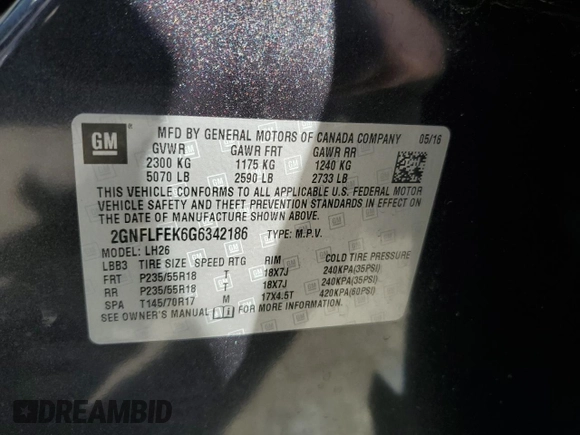 GM
MFD BY GENERAL MOTORS OF CANADA COMPANY 05/16
GVWR GAWR FRT GAWR RR
2300 KG 1175 KG 1240 KG
5070 LB 2590 LB 2733 LB
THIS VEHICLE CONFORMS TO ALL APPLICABLE U.S. FEDERAL MOTOR
VEHICLE SAFETY AND THEFT PREVENTION STANDARDS IN EFFECT ON
THE DATE OF MANUFACTURE SHOWN ABOVE.
2GNFLFEK6G6342186 TYPE: M.P.V.
MODEL: LH26
LBB3 TIRE SIZE SPEED RTG RIM COLD TIRE PRESSURE
FRT P235/55R18 T 18X7J 240KPA(35PSI)
RR P235/55R18 T 18X7J 240KPA(35PSI)
SPA T145/70R17 M 17X4.5T 420KPA(60PSI)
SEE OWNER'S MANUAL FOR MORE INFORMATION.
DREAMBID